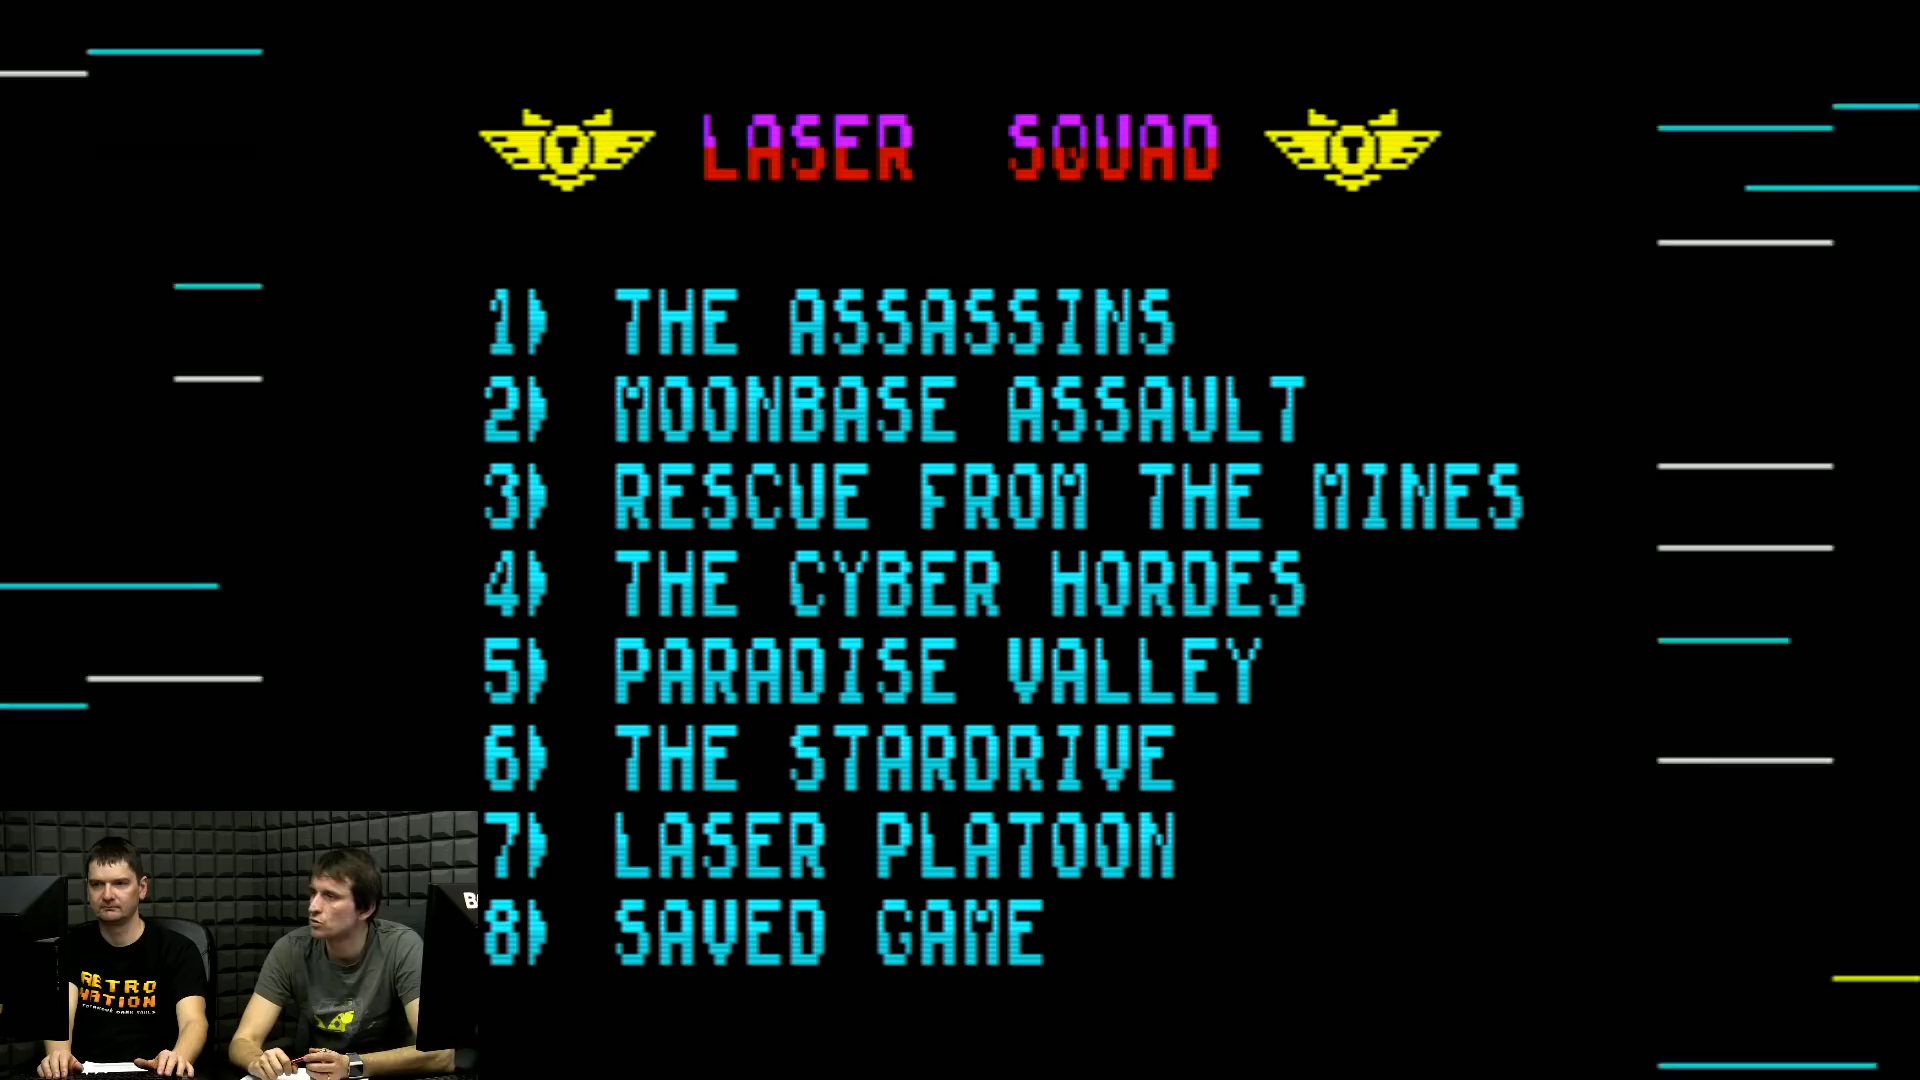 LASER SQUAD
1) THE ASSASSINS
2) MOONBASE ASSAULT
3) RESCUE FROM THE MINES
4) THE CYBER HORDES
5) PARADISE VALLEY
6) THE STARDRIVE
7) LASER PLATOON
8) SAVED GAME
RETRO
NATION